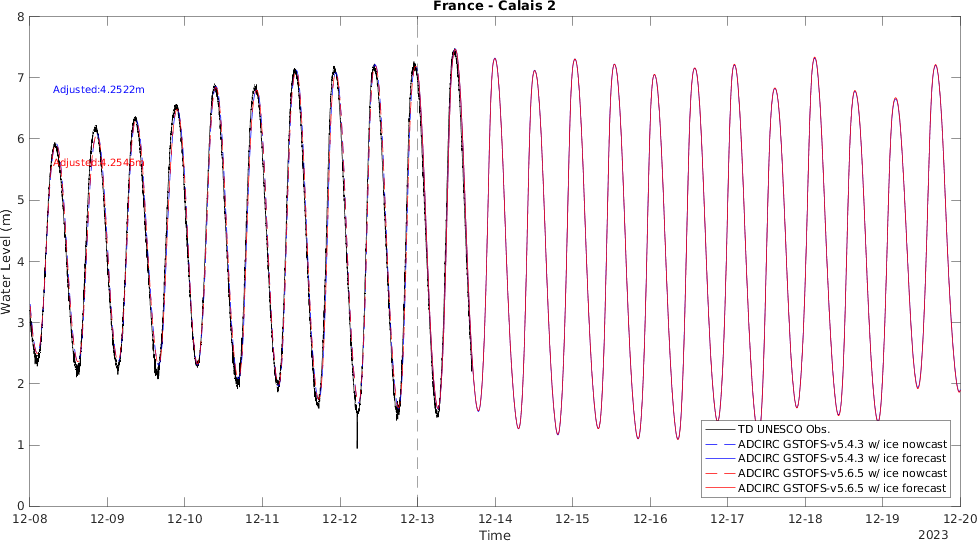 France - Calais 2
8
7
6
5
4
3
2
1
0
Water Level (m)
Adjusted:4.2522m
Adjusted:4.2546m
TD UNESCO Obs.
ADCIRC GSTOFS-v5.4.3 w/ ice nowcast
ADCIRC GSTOFS-v5.4.3 w/ ice forecast
ADCIRC GSTOFS-v5.6.5 w/ ice nowcast
ADCIRC GSTOFS-v5.6.5 w/ ice forecast
12-08 12-09 12-10 12-11 12-12 12-13 12-14 12-15 12-16 12-17 12-18 12-19 12-20
Time
2023